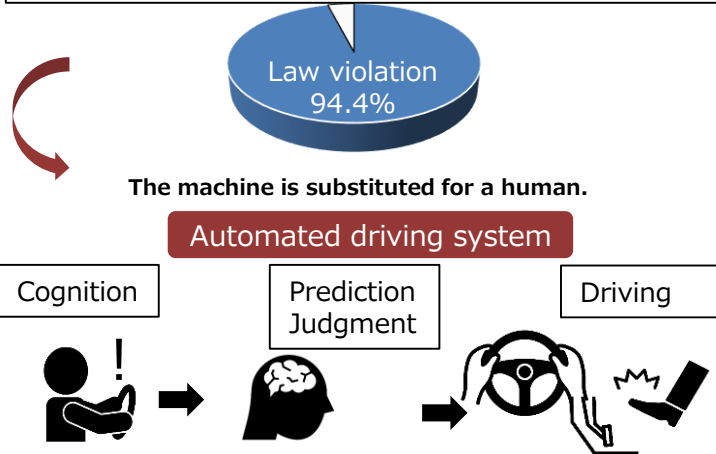 Law violation
94.4%
The machine is substituted for a human.
Automated driving system
Cognition
Prediction
Judgment
Driving
!